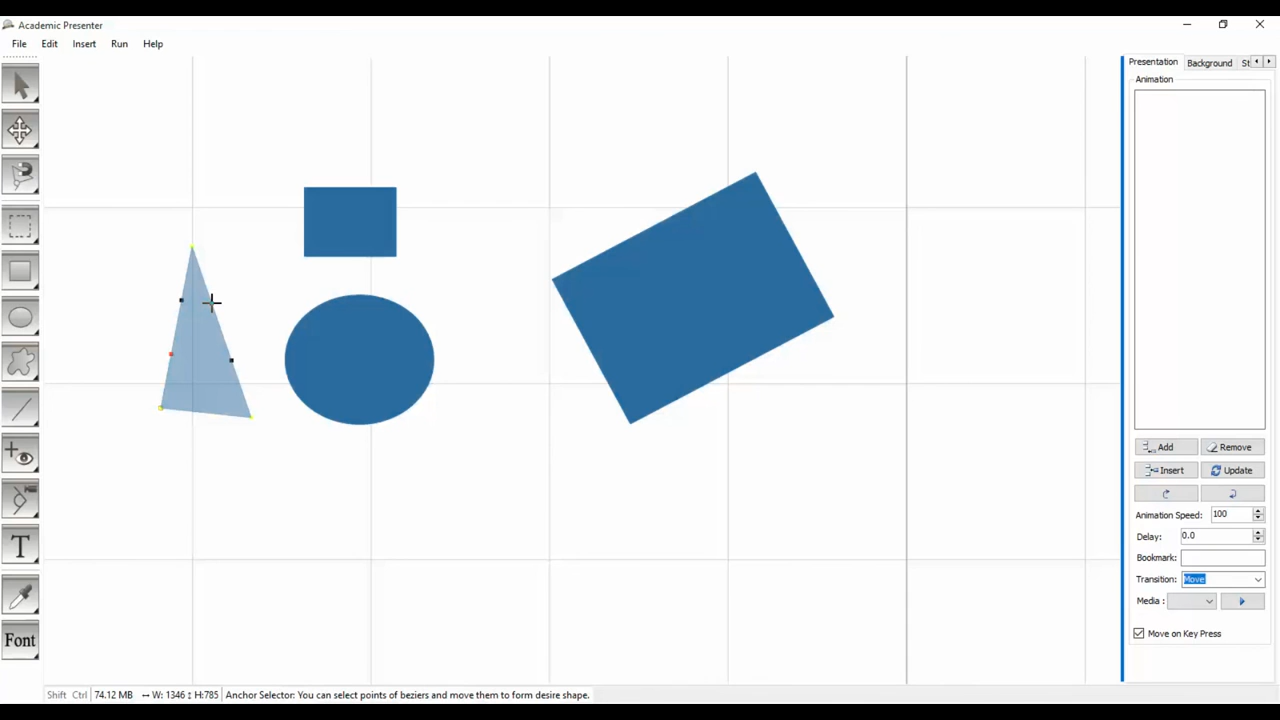 Academic Presenter
File Edit Insert Run Help
Presentation Background St
Animation
Add Remove
Insert Update
Animation Speed: 100
Delay: 0.0
Bookmark:
Transition: Move
Media :
Move on Key Press
T
Font
Shift Ctrl 74.12 MB W: 1346 H:785 Anchor Selector: You can select points of beziers and move them to form desire shape.